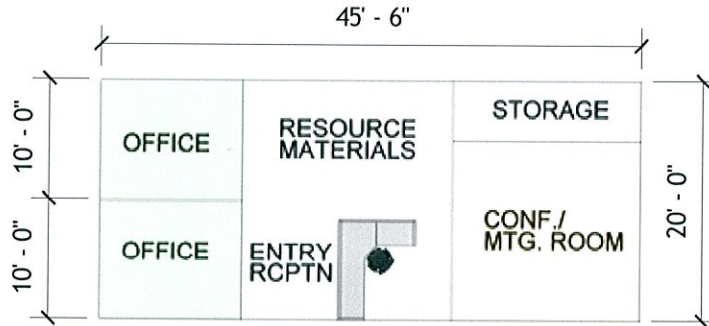 45' - 6"
10' - 0"
10' - 0"
OFFICE
OFFICE
RESOURCE
MATERIALS
ENTRY
RCPTN
STORAGE
CONF./
MTG. ROOM
20' - 0"